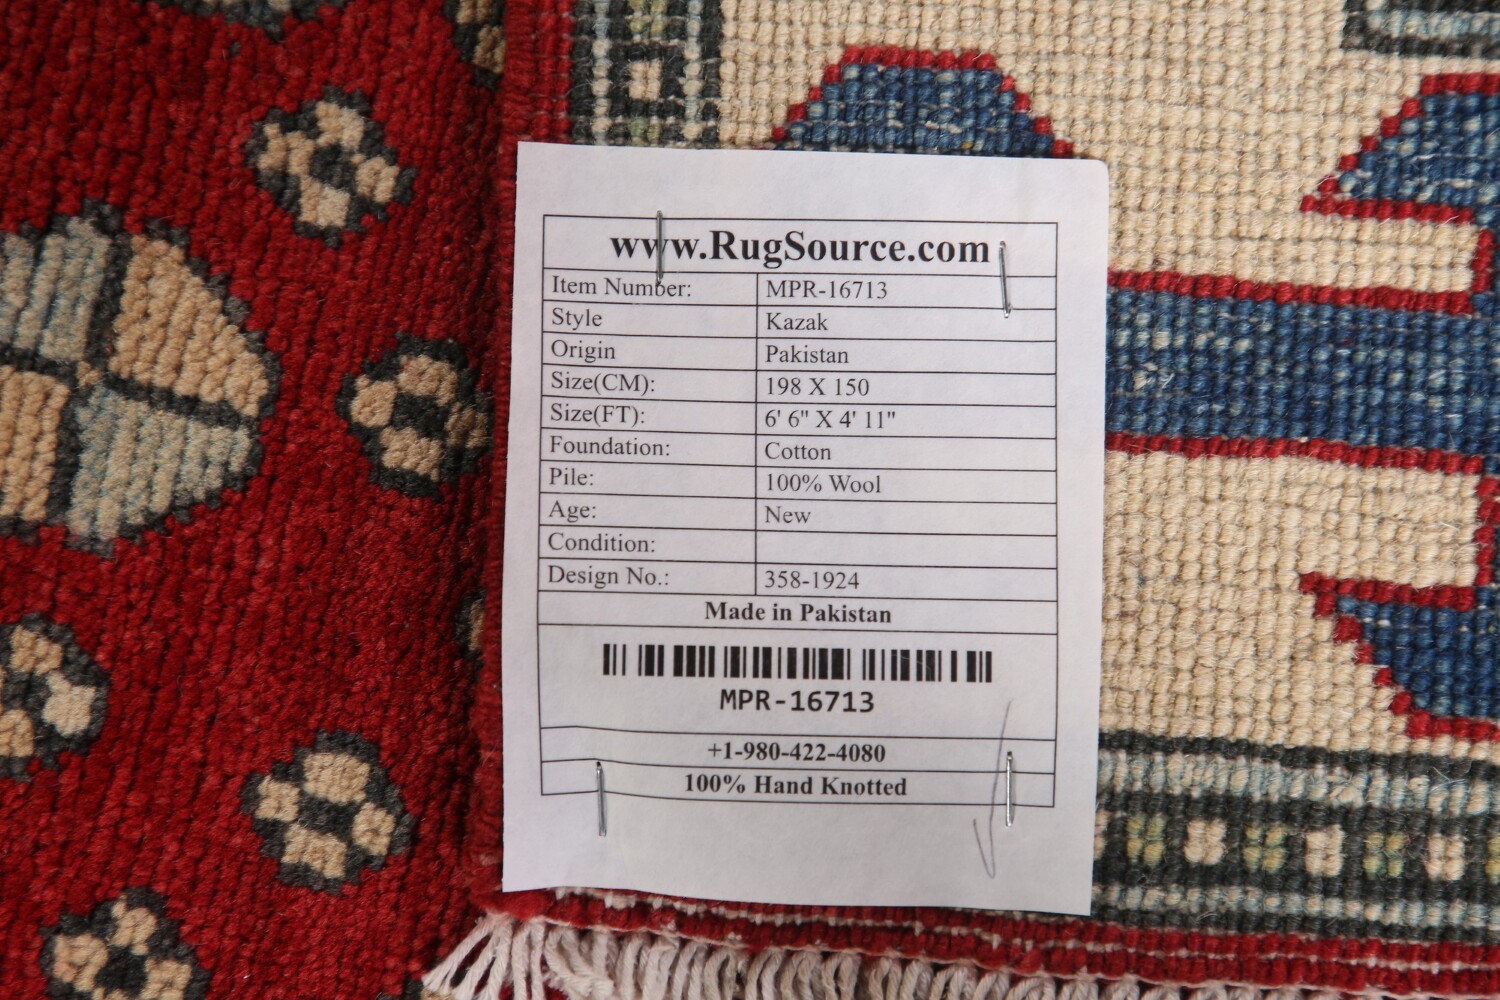 www.RugSource.com
Item Number: MPR-16713
Style Kazak
Origin Pakistan
Size(CM): 198 X 150
Size(FT): 6' 6" X 4' 11"
Foundation: Cotton
Pile: 100% Wool
Age: New
Condition:
Design No.: 358-1924
Made in Pakistan
MPR-16713
+1-980-422-4080
100% Hand Knotted